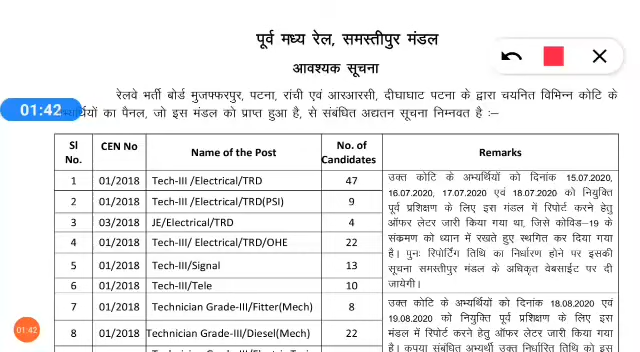 पूर्व मध्य रेल, समस्तीपुर मंडल
आवश्यक सूचना
रेलवे भर्ती बोर्ड मुजफ्फरपुर, पटना, रांची एवं आरआरसी, दीघाघाट पटना के द्वारा चयनित विभिन्न कोटि के
01:42
का पैनल, जो इस मंडल को प्राप्त हुआ है, से संबंधित अद्यतन सूचना निम्नवत है :–
Sl No. CEN No Name of the Post No. of Candidates Remarks
1 01/2018 Tech-III /Electrical/TRD 47
2 01/2018 Tech-III /Electrical/TRD(PSI) 9
3 03/2018 JE/Electrical/TRD 4
4 01/2018 Tech-III/ Electrical/TRD/OHE 22
5 01/2018 Tech-III/Signal 13
6 01/2018 Tech-III/Tele 10
उक्त कोटि के अभ्यर्थियों को दिनांक 15.07.2020,
16.07.2020, 17.07.2020 एवं 18.07.2020 को नियुक्ति
पूर्व प्रशिक्षण के लिए इस मंडल में रिपोर्ट करने हेतु
ऑफर लेटर जारी किया गया था, जिसे कोविड–19 के
संक्रमण को ध्यान में रखते हुए स्थगित कर दिया गया
है। पुनः रिपोर्टिंग तिथि का निर्धारण होने पर इसकी
सूचना समस्तीपुर मंडल के अधिकृत वेबसाईट पर दी
जायेगी।
7 01/2018 Technician Grade-III/Fitter(Mech) 8
8 01/2018 Technician Grade-III/Diesel(Mech) 22
उक्त कोटि के अभ्यर्थियों को दिनांक 18.08.2020 एवं
19.08.2020 को नियुक्ति पूर्व प्रशिक्षण के लिए इस
मंडल में रिपोर्ट करने हेतु ऑफर लेटर जारी किया गया
है। कृपया संबंधित अभ्यर्थी उक्त निर्धारित तिथि को इस
01:42